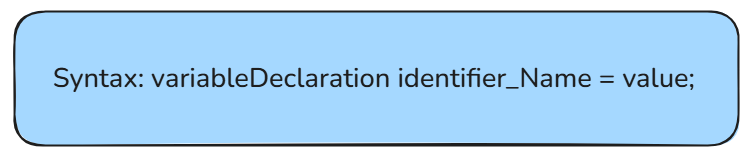 Syntax: variableDeclaration identifier_Name = value;